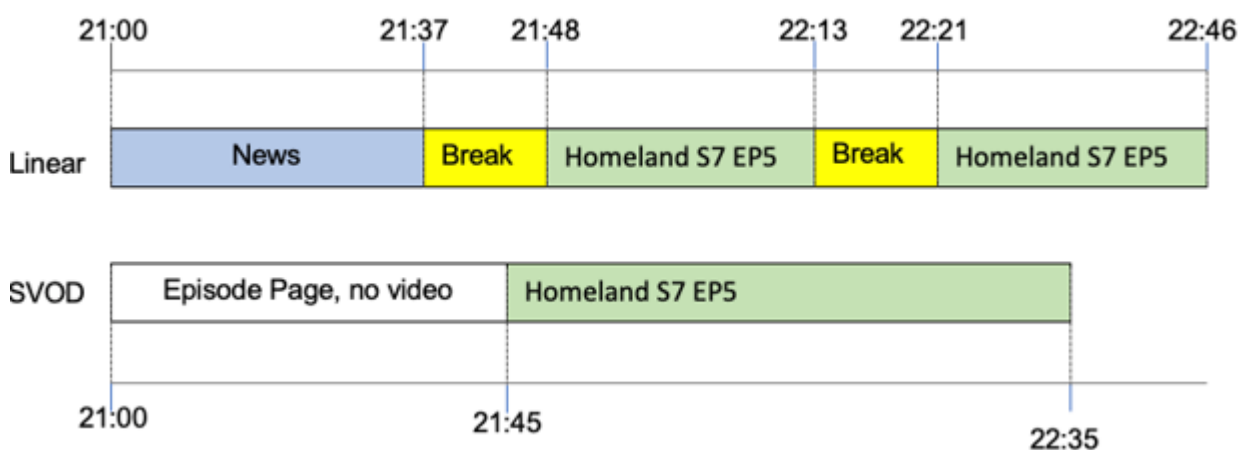 21:00 21:37 21:48 22:13 22:21 22:46
Linear News Break Homeland S7 EP5 Break Homeland S7 EP5
SVOD Episode Page, no video Homeland S7 EP5
21:00 21:45 22:35